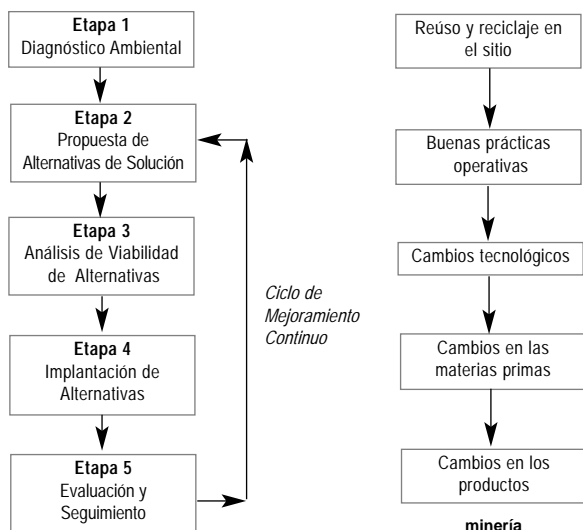 Etapa 1
Diagnóstico Ambiental
Etapa 2
Propuesta de
Alternativas de Solución
Etapa 3
Análisis de Viabilidad
de Alternativas
Etapa 4
Implantación de
Alternativas
Etapa 5
Evaluación y
Seguimiento
Ciclo de
Mejoramiento
Continuo
Reúso y reciclaje en
el sitio
Buenas prácticas
operativas
Cambios tecnológicos
Cambios en las
materias primas
Cambios en los
productos
minería